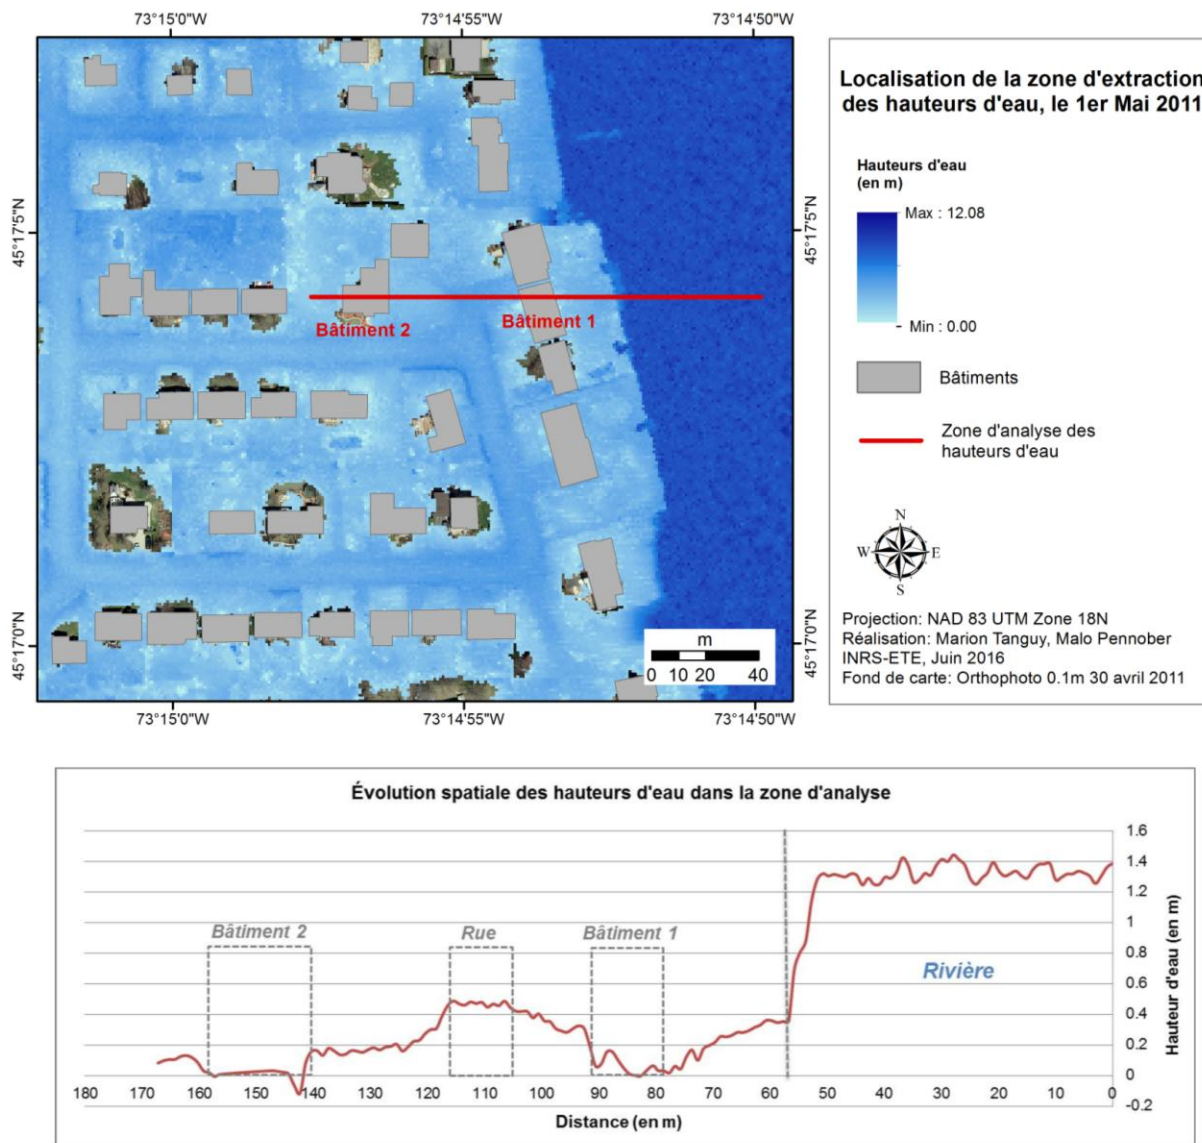 73°15'0"W
73°14'55"W
73°14'50"W
45°17'5"N
45°17'0"N
Bâtiment 2
Bâtiment 1
m
0 10 20 40
73°15'0"W
73°14'55"W
73°14'50"W
45°17'5"N
45°17'0"N
Localisation de la zone d'extraction
des hauteurs d'eau, le 1er Mai 2011
Hauteurs d'eau
(en m)
Max : 12.08
Min : 0.00
Bâtiments
Zone d'analyse des
hauteurs d'eau
N
W E
S
Projection: NAD 83 UTM Zone 18N
Réalisation: Marion Tanguy, Malo Pennober
INRS-ETE, Juin 2016
Fond de carte: Orthophoto 0.1m 30 avril 2011
Évolution spatiale des hauteurs d'eau dans la zone d'analyse
Bâtiment 2
Rue
Bâtiment 1
Rivière
1.6
1.4
1.2
1
0.8
0.6
0.4
0.2
0
-0.2
Hauteur d'eau (en m)
180 170 160 150 140 130 120 110 100 90 80 70 60 50 40 30 20 10 0
Distance (en m)